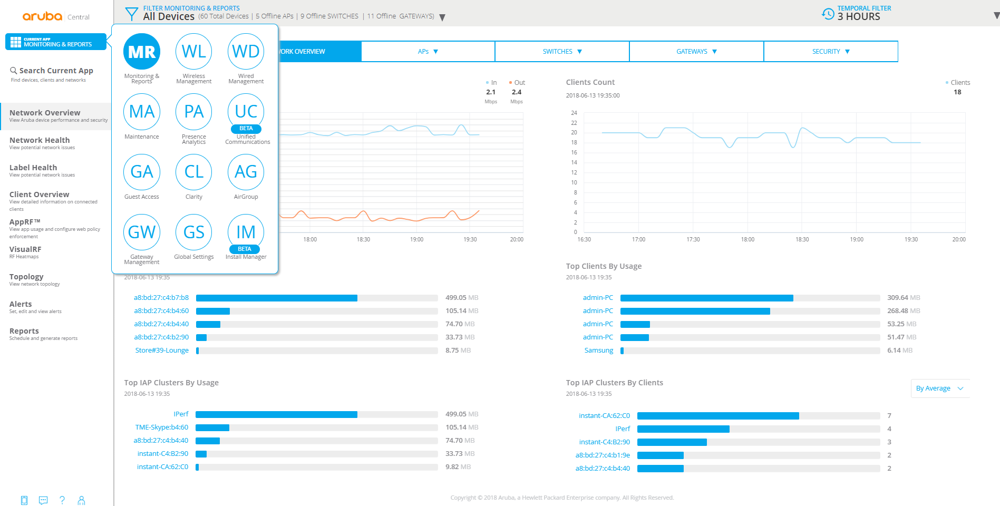 aruba Central
FILTER MONITORING & REPORTS
All Devices (60 Total Devices | 5 Offline APs | 9 Offline SWITCHES | 11 Offline GATEWAYS) ▼
TEMPORAL FILTER
3 HOURS
CURRENT APP
MONITORING & REPORTS
Search Current App
Find devices, clients and networks
Network Overview
View Aruba device performance and security
Network Health
View potential network issues
Label Health
View potential network issues
Client Overview
View detailed information on connected
clients
AppRF™
View app usage and configure web policy
enforcement
VisualRF
RF Heatmaps
Topology
View network topology
Alerts
Set, edit and view alerts
Reports
Schedule and generate reports
MR
Monitoring &
Reports
WL
Wireless
Management
WD
Wired
Management
MA
Maintenance
PA
Presence
Analytics
UC
BETA
Unified
Communications
GA
Guest Access
CL
Clarity
AG
AirGroup
GW
Gateway
Management
GS
Global Settings
IM
BETA
Install Manager
ORK OVERVIEW
APs ▼
SWITCHES ▼
GATEWAYS ▼
SECURITY ▼
In Out
2.1 2.4
Mbps Mbps
18:00 18:30 19:00 19:30 20:00
Clients Count
2018-06-13 19:35:00
Clients
18
24
22
20
18
16
14
12
10
8
6
4
2
0
16:30 17:00 17:30 18:00 18:30 19:00 19:30 20:00
2018-06-13 19:35
a8:bd:27:c4:b7:b8 499.05 MB
a8:bd:27:c4:b4:60 105.14 MB
a8:bd:27:c4:b4:40 74.70 MB
a8:bd:27:c4:b2:90 33.73 MB
Store#39-Lounge 8.75 MB
Top Clients By Usage
2018-06-13 19:35
admin-PC 309.64 MB
admin-PC 268.48 MB
admin-PC 53.25 MB
admin-PC 51.47 MB
Samsung 6.14 MB
Top IAP Clusters By Usage
2018-06-13 19:35
IPerf 499.05 MB
TME-Skype:b4:60 105.14 MB
a8:bd:27:c4:b4:40 74.70 MB
instant-C4:B2:90 33.73 MB
instant-CA:62:C0 9.82 MB
Top IAP Clusters By Clients
2018-06-13 19:35
By Average
instant-CA:62:C0 7
IPerf 4
instant-C4:B2:90 3
a8:bd:27:c4:b1:9e 2
a8:bd:27:c4:b4:40 2
Copyright © 2018 Aruba, a Hewlett Packard Enterprise company. All Rights Reserved.